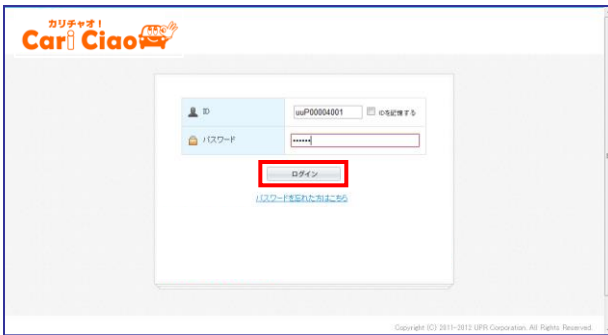 カリチャオ！
Cari Ciao
ID
uuP00004001
IDを記憶する
パスワード
••••••
ログイン
パスワードを忘れた方はこちら
Copyright (C) 2011-2012 UPR Corporation. All Rights Reserved.